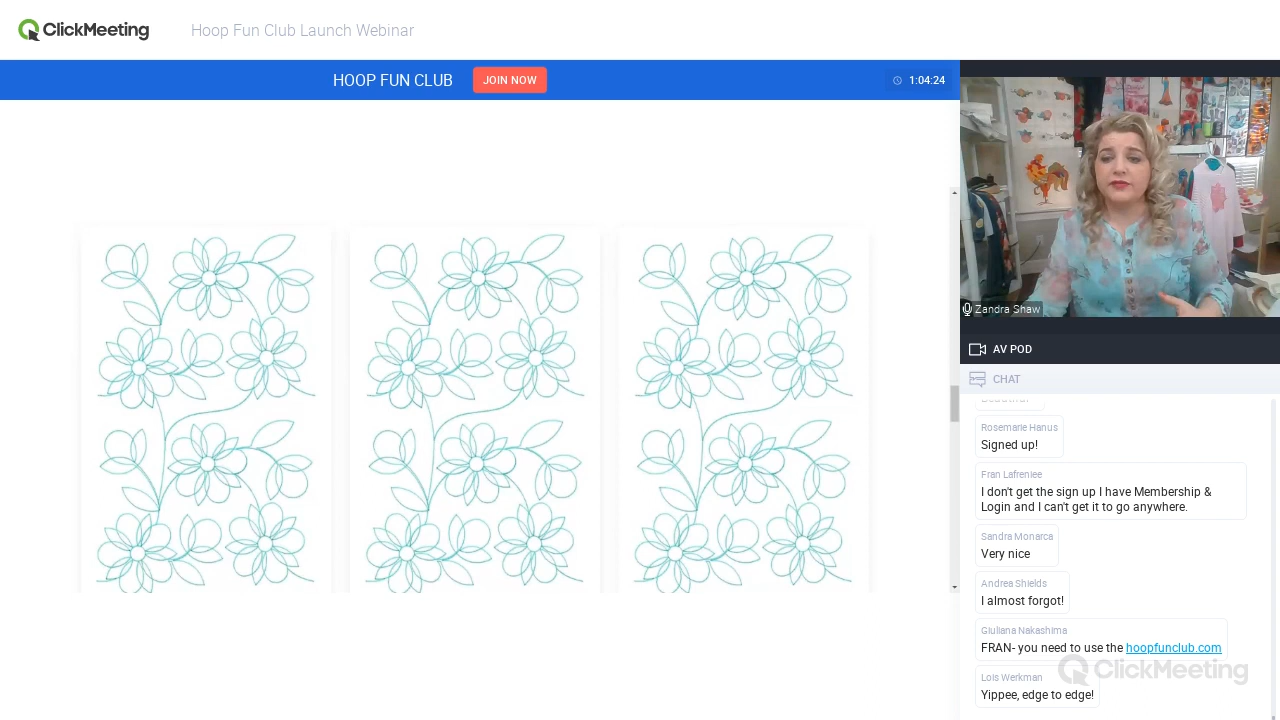 ClickMeeting
Hoop Fun Club Launch Webinar
HOOP FUN CLUB
JOIN NOW
1:04:24
Zandra Shaw
AV POD
CHAT
Beautiful
Rosemarie Hanus
Signed up!
Fran Lafreniee
I don't get the sign up I have Membership &
Login and I can't get it to go anywhere.
Sandra Monarca
Very nice
Andrea Shields
I almost forgot!
Giuliana Nakashima
FRAN- you need to use the hoopfunclub.com
Lois Werkman
Yippee, edge to edge!
ClickMeeting